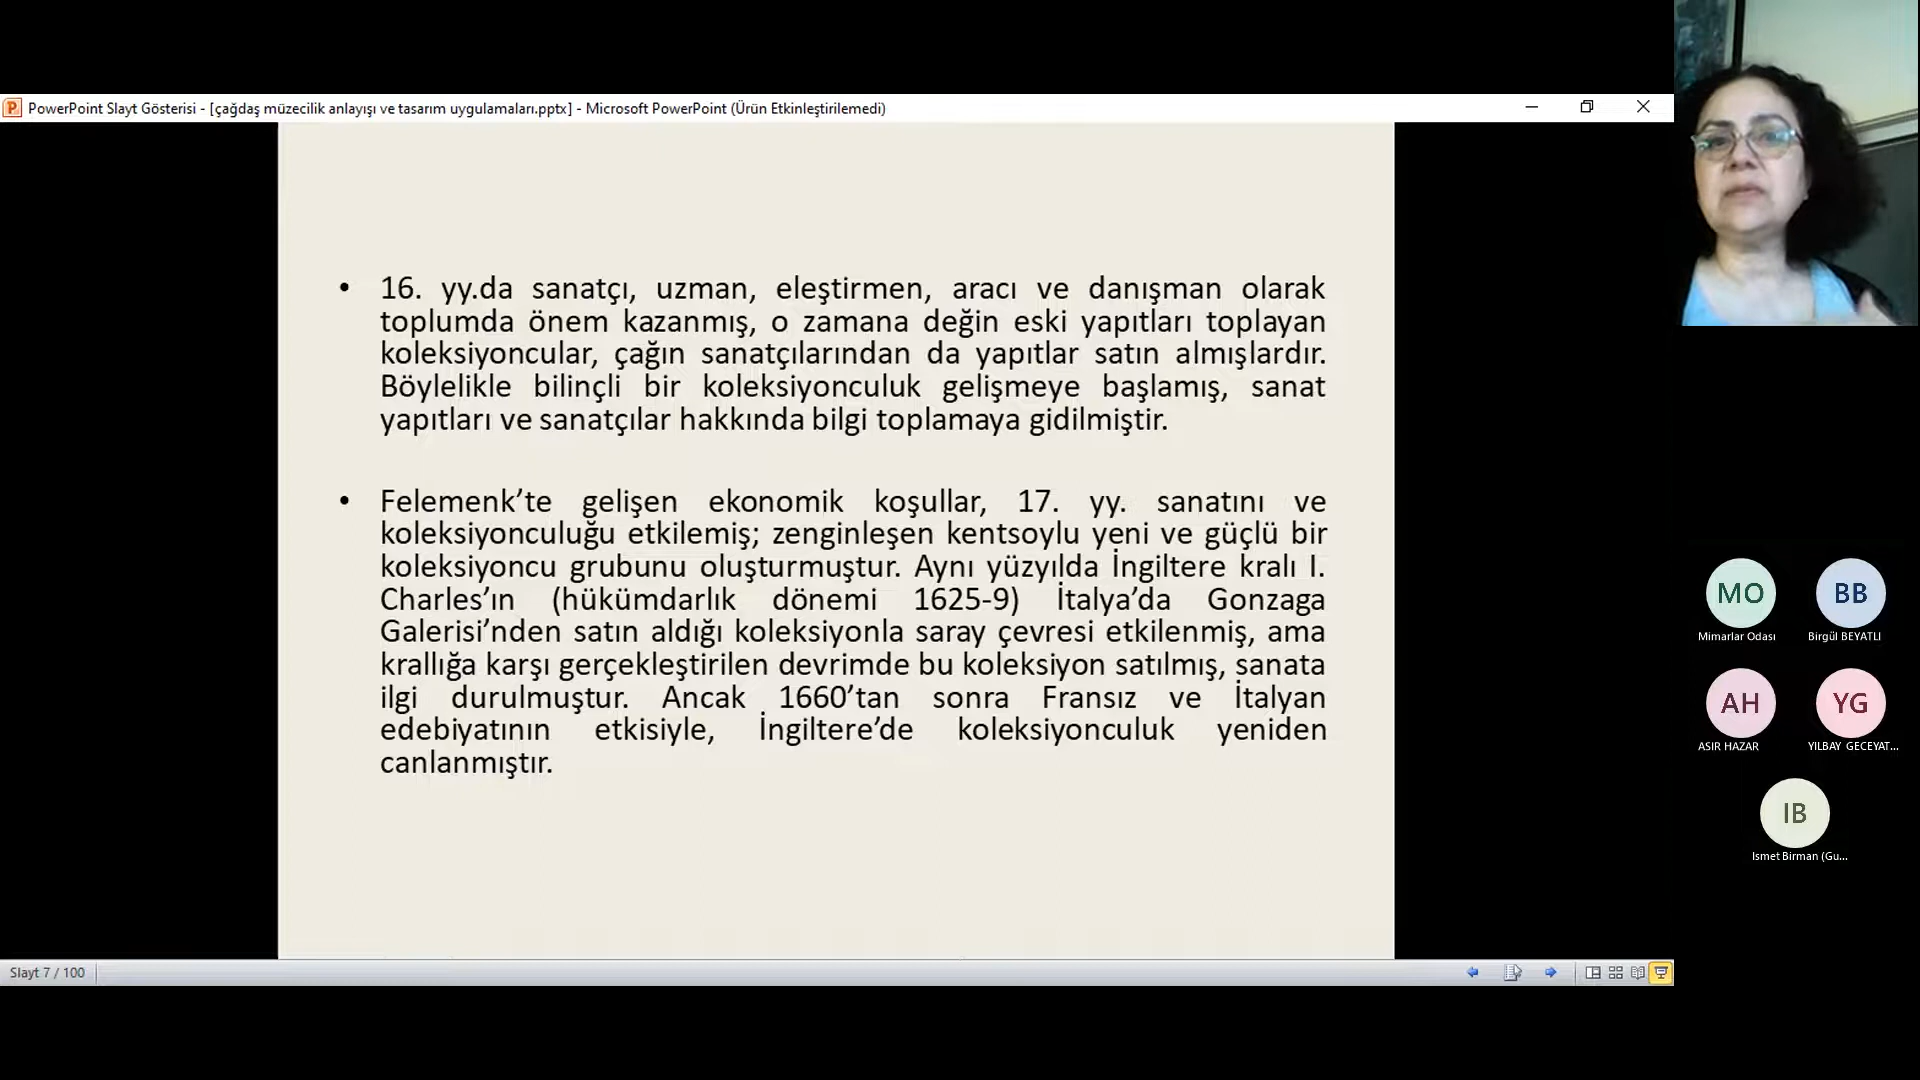 PowerPoint Slayt Gösterisi - [çağdaş müzecilik anlayışı ve tasarım uygulamaları.pptx] - Microsoft PowerPoint (Ürün Etkinleştirilemedi)
• 16. yy.da sanatçı, uzman, eleştirmen, aracı ve danışman olarak
toplumda önem kazanmış, o zamana değin eski yapıtları toplayan
koleksiyoncular, çağın sanatçılarından da yapıtlar satın almışlardır.
Böylelikle bilinçli bir koleksiyonculuk gelişmeye başlamış, sanat
yapıtları ve sanatçılar hakkında bilgi toplamaya gidilmiştir.
• Felemenk’te gelişen ekonomik koşullar, 17. yy. sanatını ve
koleksiyonculuğu etkilemiş; zenginleşen kentsoylu yeni ve güçlü bir
koleksiyoncu grubunu oluşturmuştur. Aynı yüzyılda İngiltere kralı I.
Charles’ın (hükümdarlık dönemi 1625-9) İtalya’da Gonzaga
Galerisi’nden satın aldığı koleksiyonla saray çevresi etkilenmiş, ama
krallığa karşı gerçekleştirilen devrimde bu koleksiyon satılmış, sanata
ilgi durulmuştur. Ancak 1660’tan sonra Fransız ve İtalyan
edebiyatının etkisiyle, İngiltere’de koleksiyonculuk yeniden
canlanmıştır.
Slayt 7 / 100
MO
Mimarlar Odası
BB
Birgül BEYATLI
AH
ASIR HAZAR
YG
YILBAY GECEYAT...
IB
Ismet Birman (Gu...